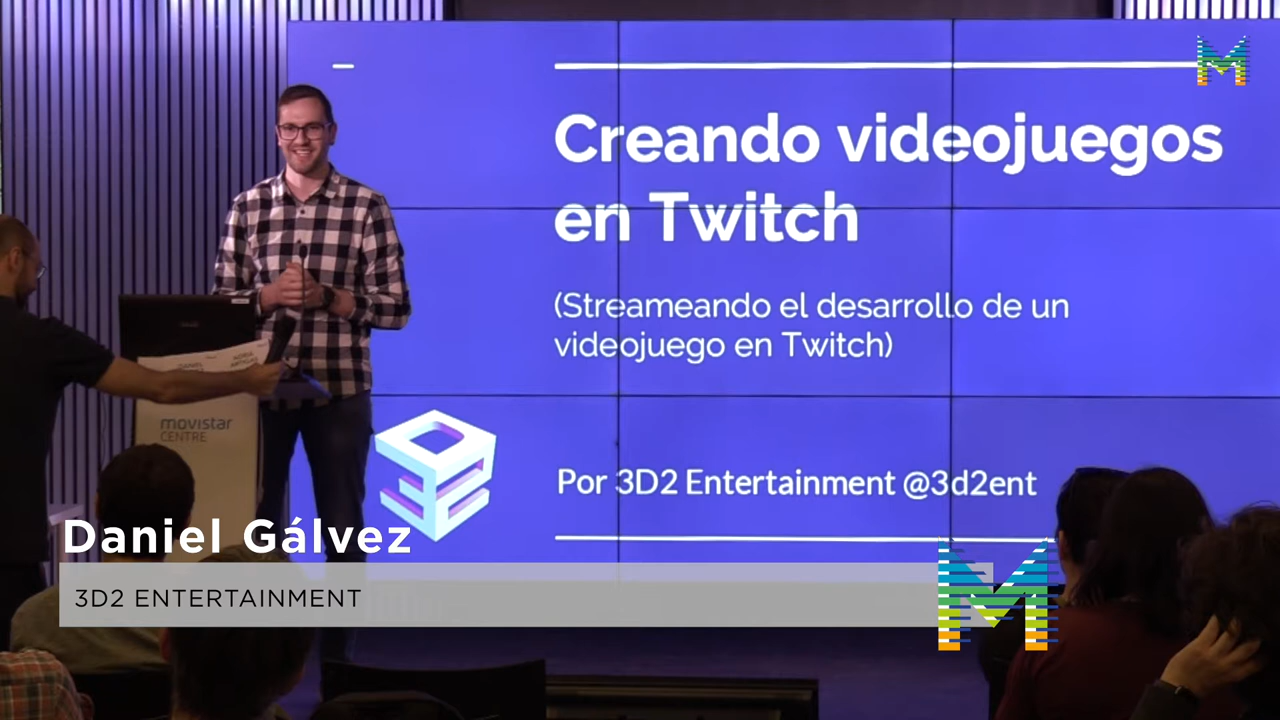 Creando videojuegos
en Twitch
(Streameando el desarrollo de un
videojuego en Twitch)
Por 3D2 Entertainment @3d2ent
movistar
CENTRE
Daniel Gálvez
3D2 ENTERTAINMENT